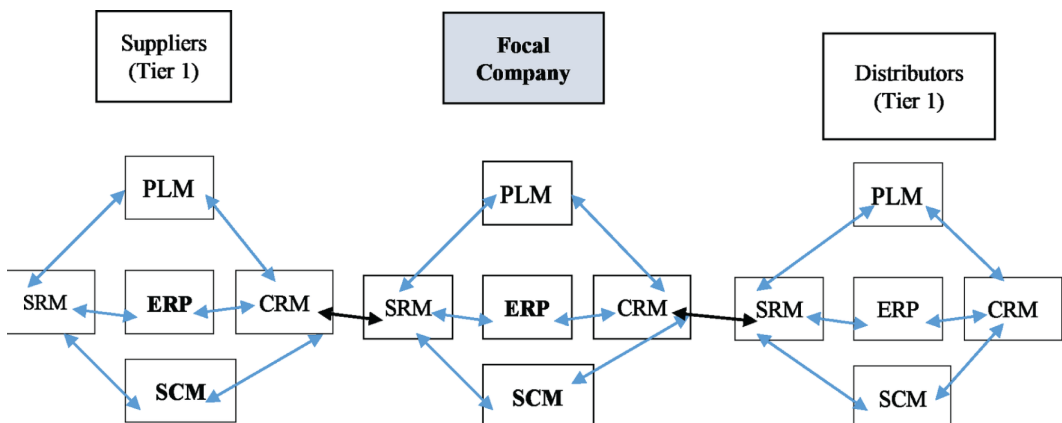 Suppliers
(Tier 1)
Focal
Company
Distributors
(Tier 1)
PLM
PLM
PLM
SRM
ERP
CRM
SRM
ERP
CRM
SRM
ERP
CRM
SCM
SCM
SCM